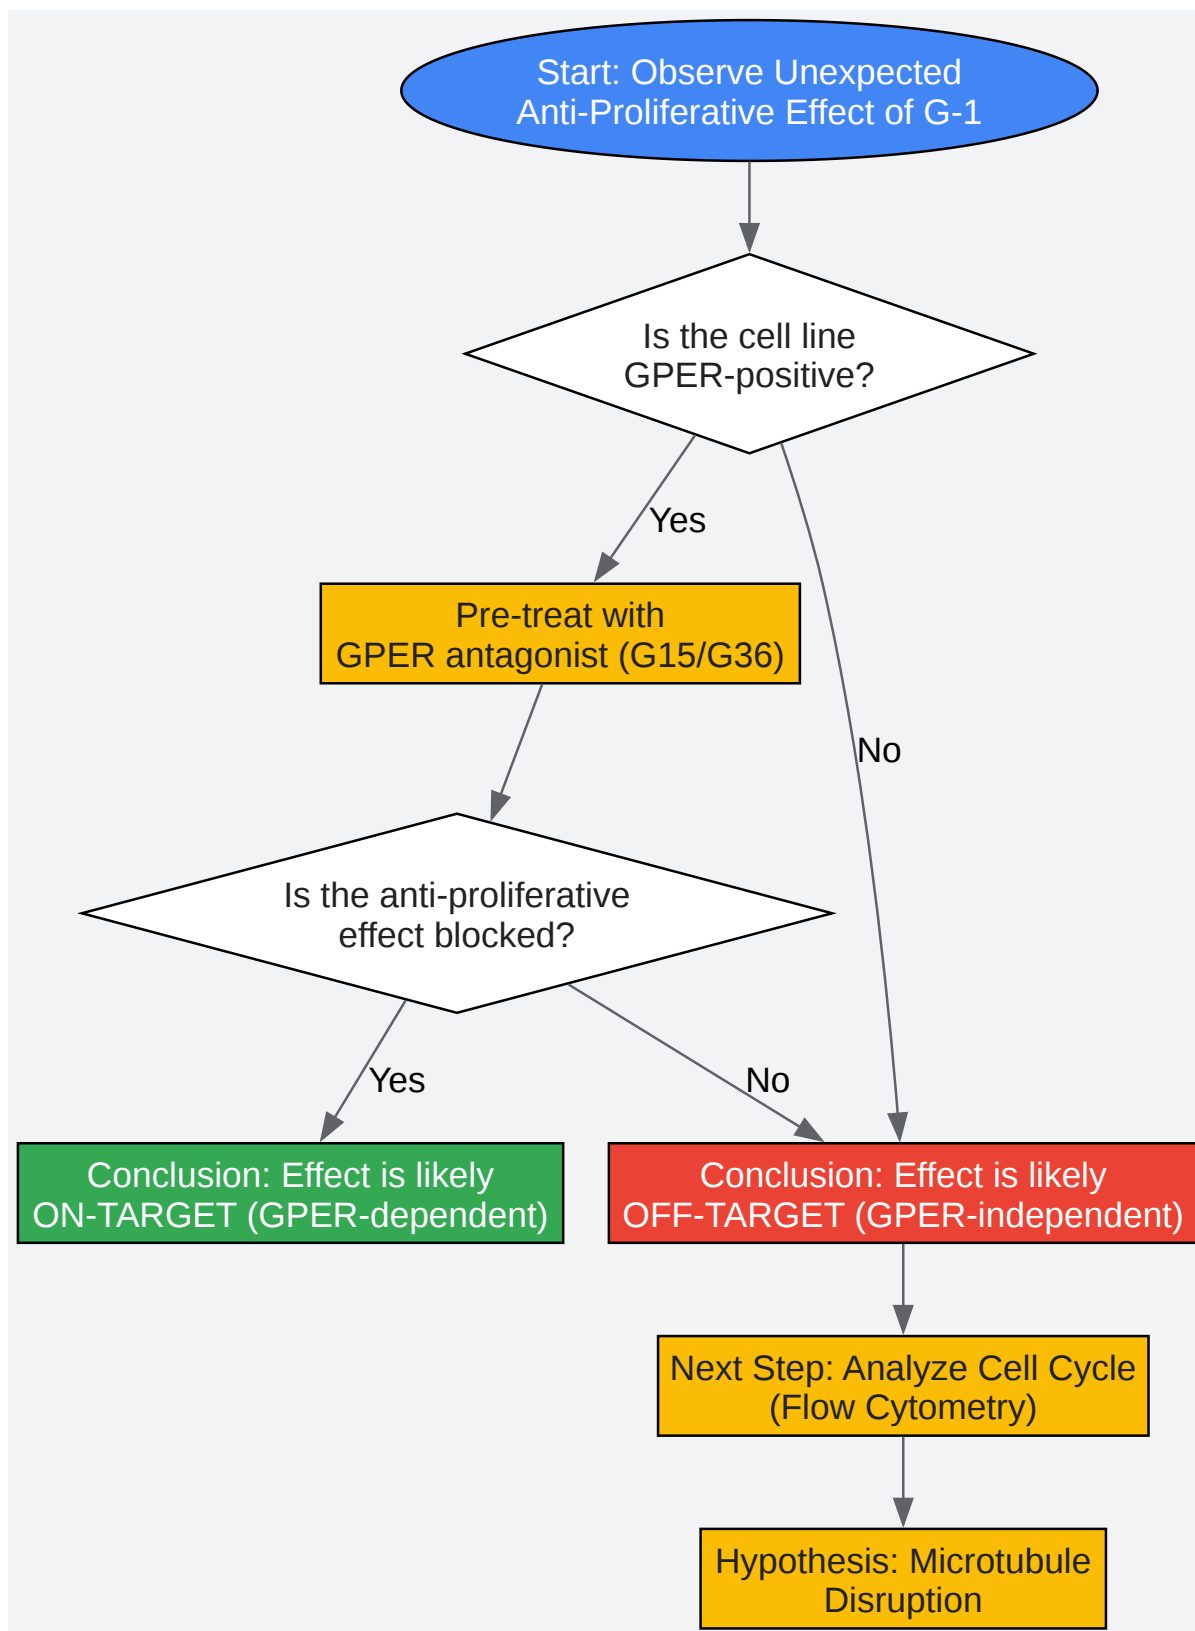 Start: Observe Unexpected
Anti-Proliferative Effect of G-1
Is the cell line
GPER-positive?
Yes
Pre-treat with
GPER antagonist (G15/G36)
No
Is the anti-proliferative
effect blocked?
Yes
No
Conclusion: Effect is likely
ON-TARGET (GPER-dependent)
Conclusion: Effect is likely
OFF-TARGET (GPER-independent)
Next Step: Analyze Cell Cycle
(Flow Cytometry)
Hypothesis: Microtubule
Disruption